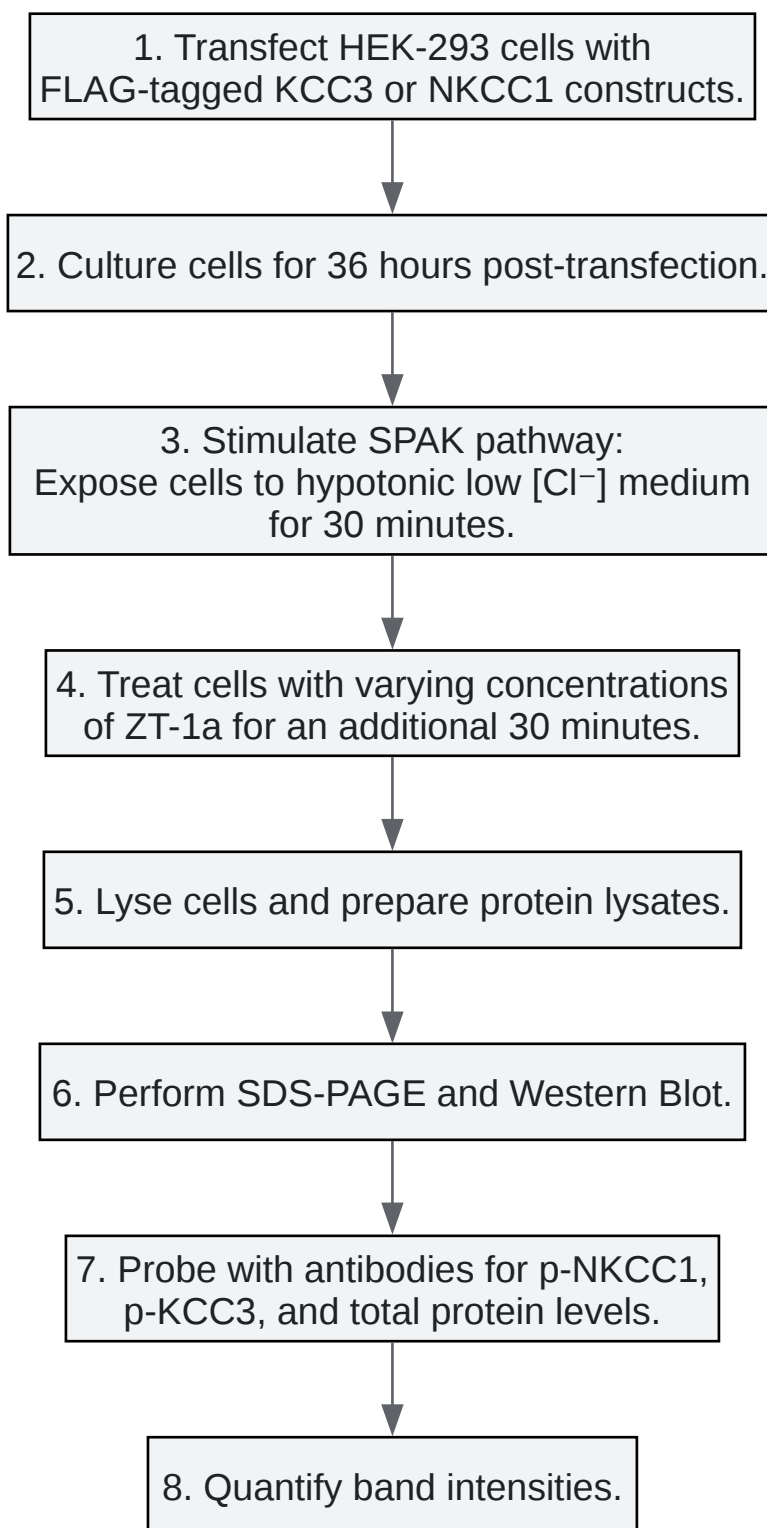 1. Transfect HEK-293 cells with
FLAG-tagged KCC3 or NKCC1 constructs.
2. Culture cells for 36 hours post-transfection.
3. Stimulate SPAK pathway:
Expose cells to hypotonic low [Cl⁻] medium
for 30 minutes.
4. Treat cells with varying concentrations
of ZT-1a for an additional 30 minutes.
5. Lyse cells and prepare protein lysates.
6. Perform SDS-PAGE and Western Blot.
7. Probe with antibodies for p-NKCC1,
p-KCC3, and total protein levels.
8. Quantify band intensities.